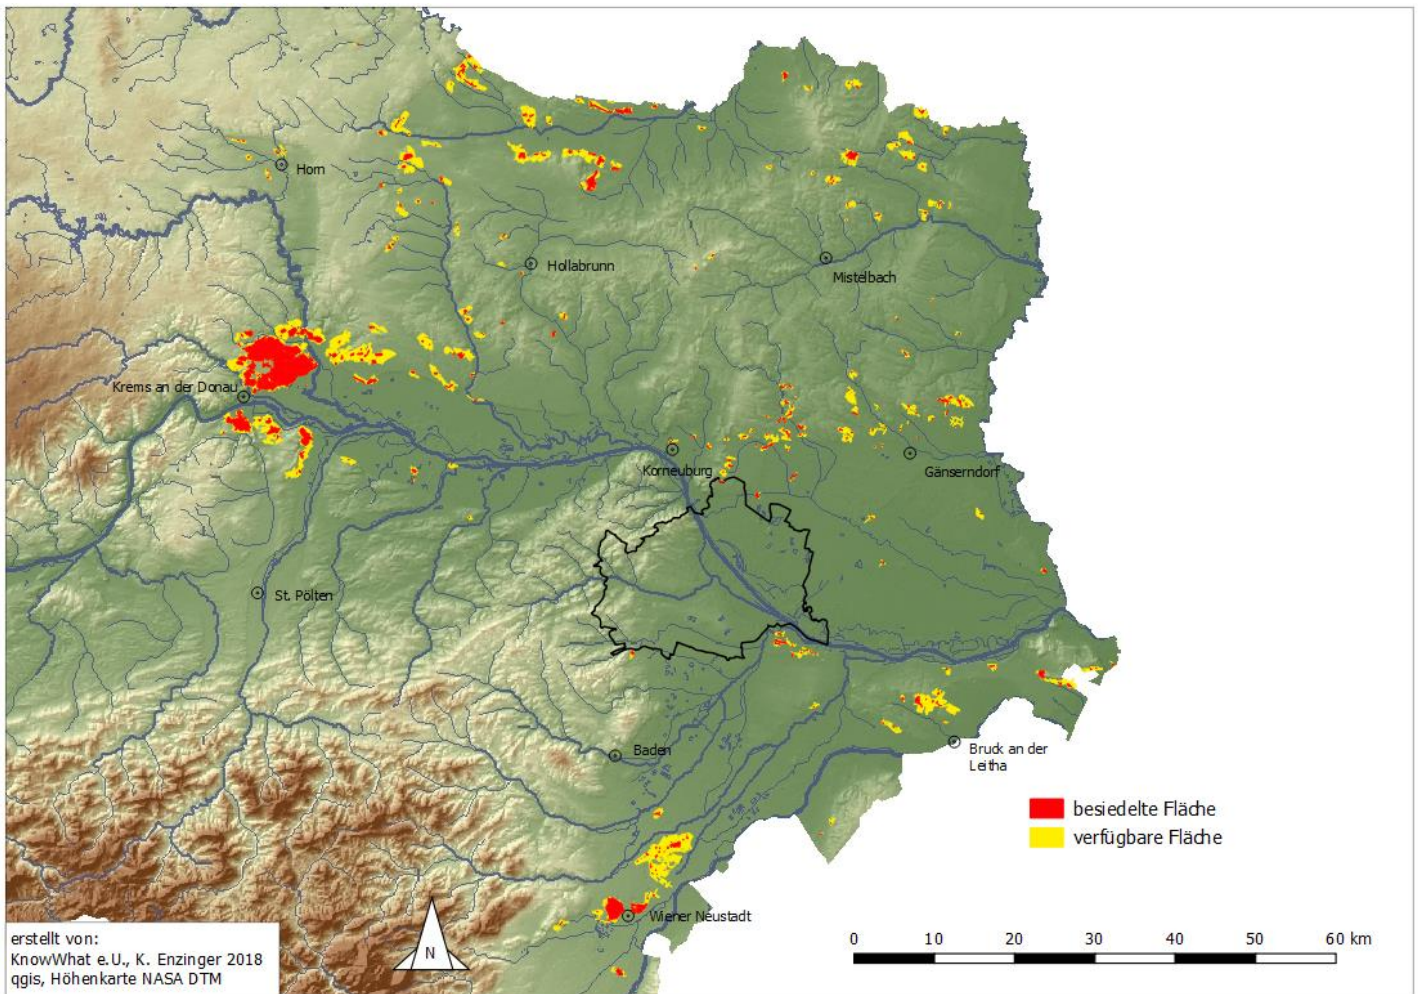 Horn
Hollabrunn
Mistelbach
Krems an der Donau
Korneuburg
Gänserndorf
St. Pölten
Baden
Bruck an der
Leitha
besiedelte Fläche
verfügbare Fläche
Wiener Neustadt
N
erstellt von:
KnowWhat e.U., K. Enzinger 2018
qgis, Höhenkarte NASA DTM
0 10 20 30 40 50 60 km